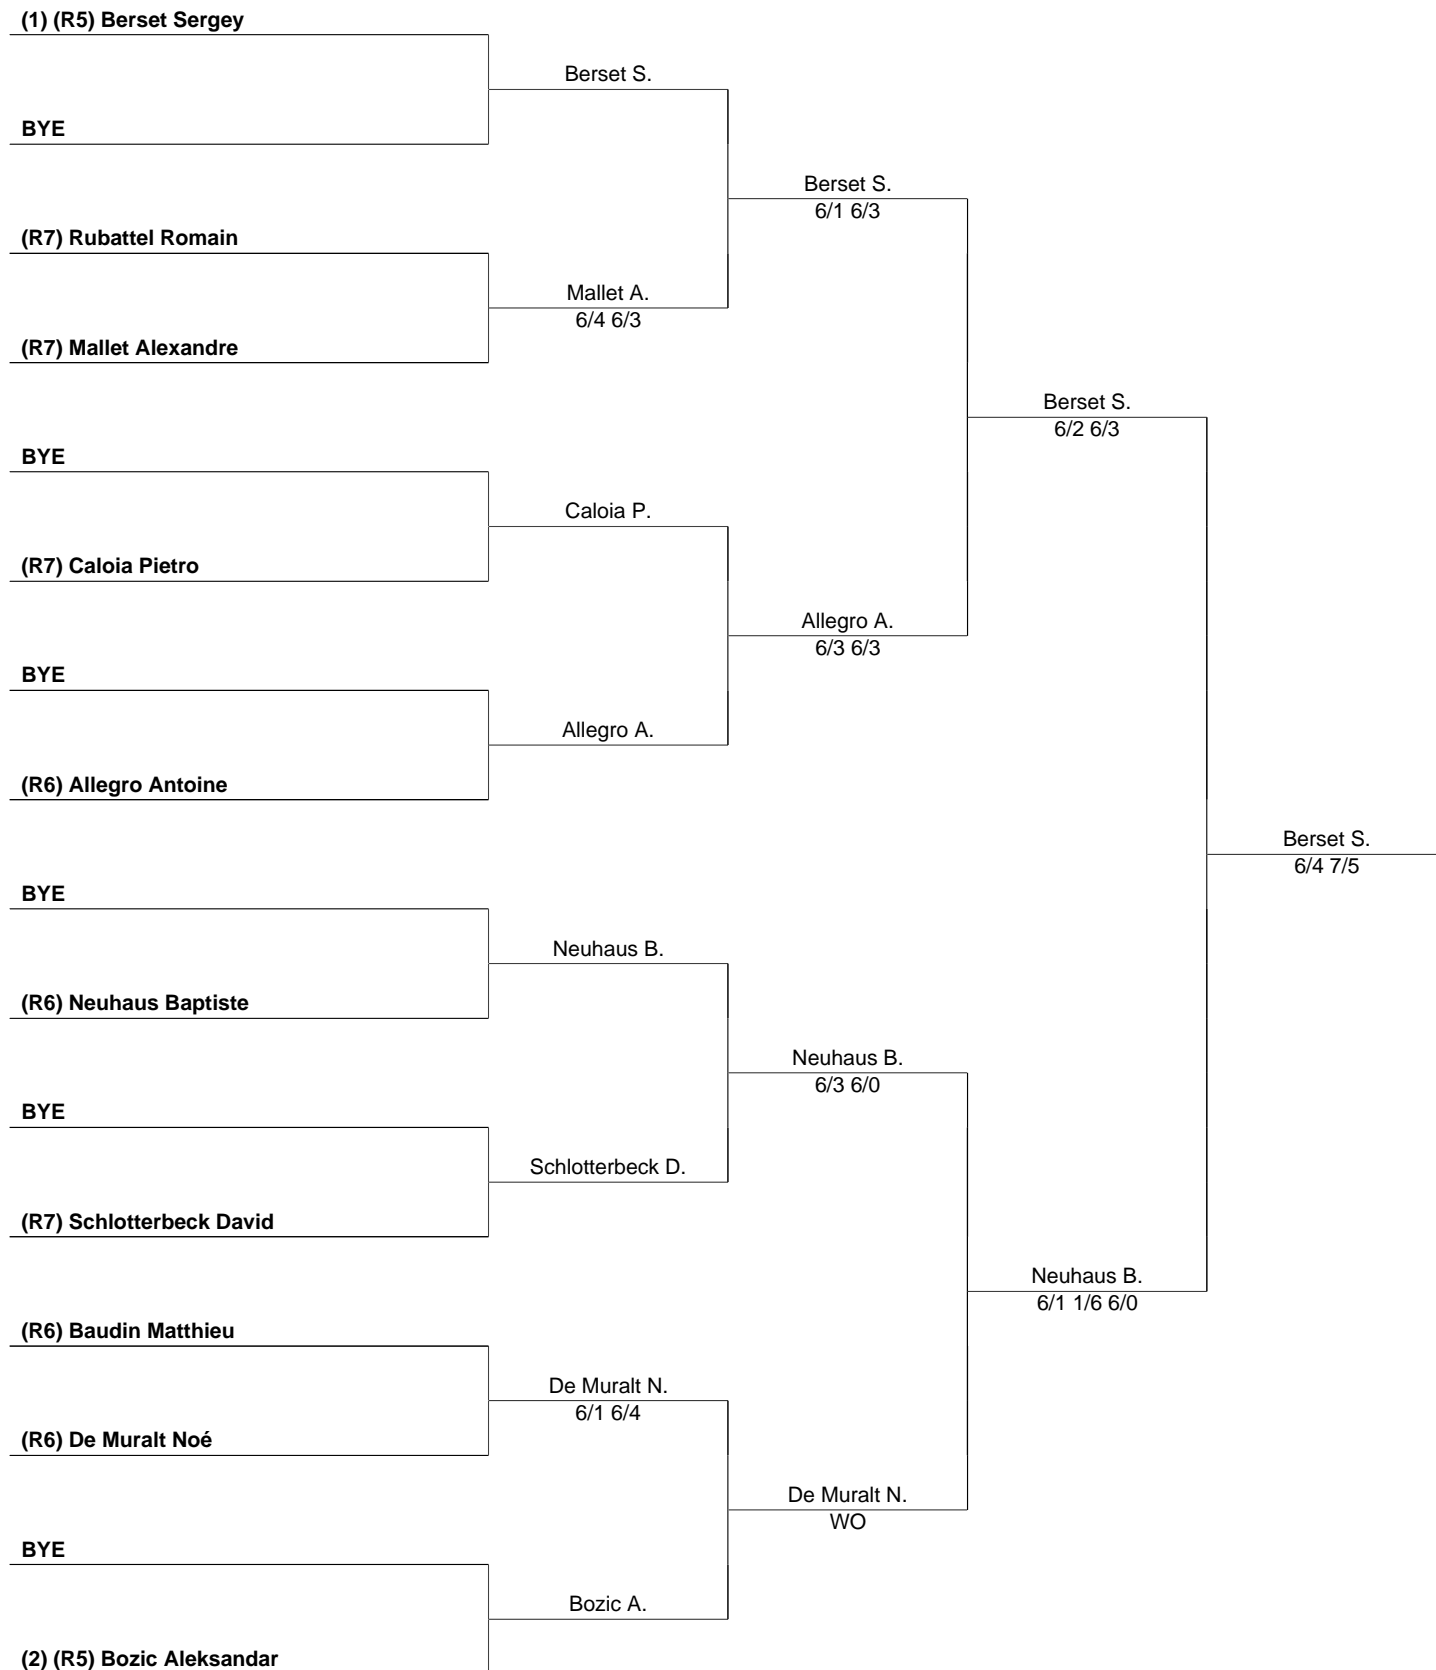 (1) (R5) Berset Sergey
Berset S.
BYE
Berset S.
6/1 6/3
(R7) Rubattel Romain
Mallet A.
6/4 6/3
(R7) Mallet Alexandre
Berset S.
6/2 6/3
BYE
Caloia P.
(R7) Caloia Pietro
Allegro A.
6/3 6/3
BYE
Allegro A.
(R6) Allegro Antoine
Berset S.
6/4 7/5
BYE
Neuhaus B.
(R6) Neuhaus Baptiste
Neuhaus B.
6/3 6/0
BYE
Schlotterbeck D.
(R7) Schlotterbeck David
Neuhaus B.
6/1 1/6 6/0
(R6) Baudin Matthieu
De Muralt N.
6/1 6/4
(R6) De Muralt Noé
De Muralt N.
WO
BYE
Bozic A.
(2) (R5) Bozic Aleksandar